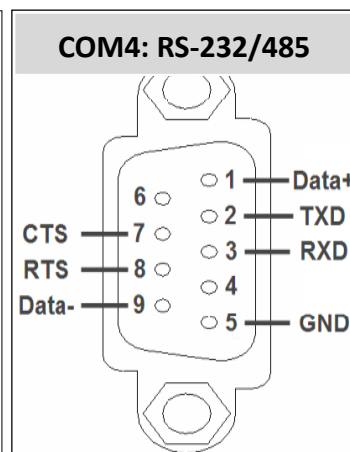 COM4: RS-232/485
1 Data+
6
2 TXD
CTS 7
3 RXD
RTS 8
4
Data- 9
5 GND